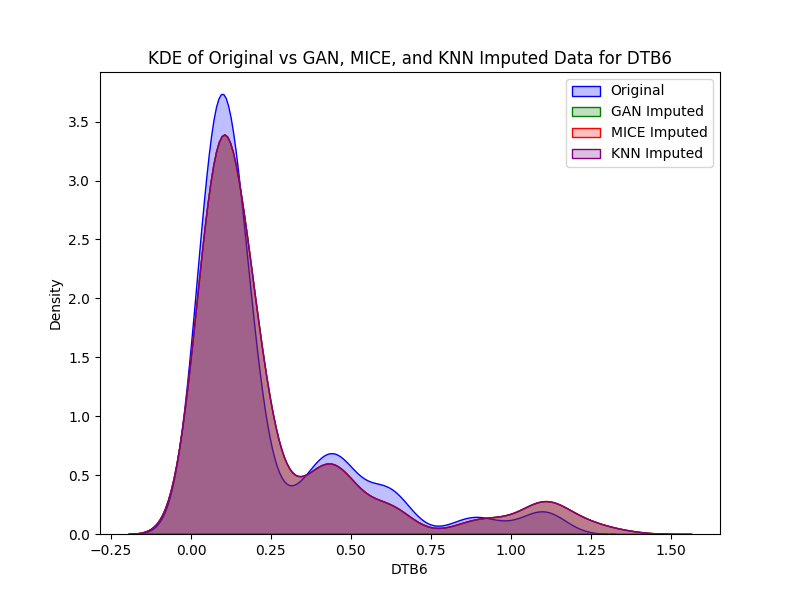 KDE of Original vs GAN, MICE, and KNN Imputed Data for DTB6
Original
GAN Imputed
MICE Imputed
KNN Imputed
Density
3.5
3.0
2.5
2.0
1.5
1.0
0.5
0.0
−0.25 0.00 0.25 0.50 0.75 1.00 1.25 1.50
DTB6